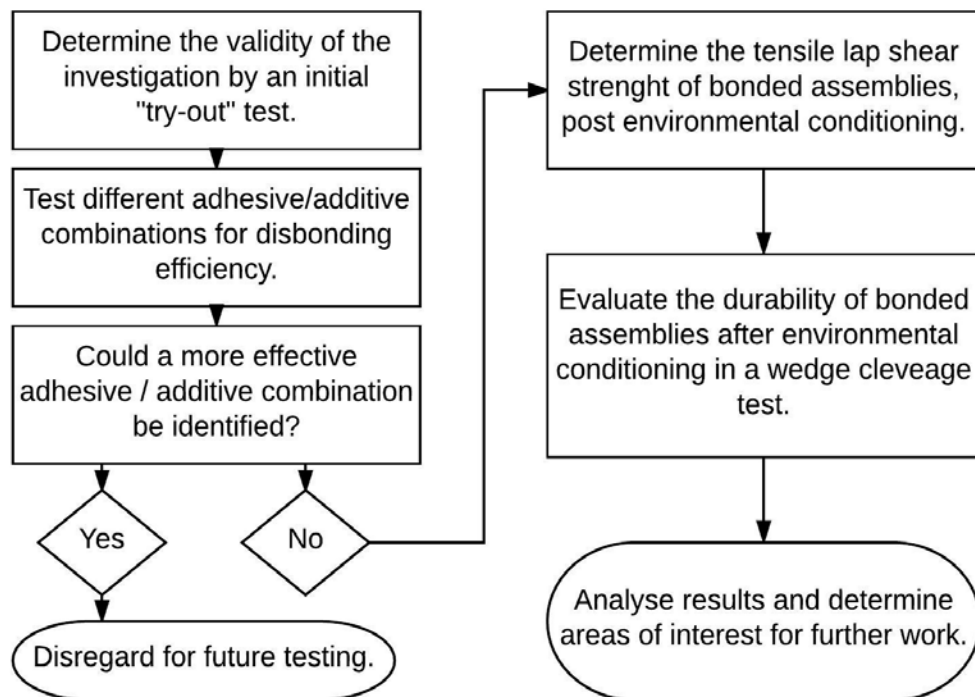 Determine the validity of the
investigation by an initial
"try-out" test.
Test different adhesive/additive
combinations for disbonding
efficiency.
Could a more effective
adhesive / additive combination
be identified?
Yes
No
Disregard for future testing.
Determine the tensile lap shear
strenght of bonded assemblies,
post environmental conditioning.
Evaluate the durability of bonded
assemblies after environmental
conditioning in a wedge cleveage
test.
Analyse results and determine
areas of interest for further work.